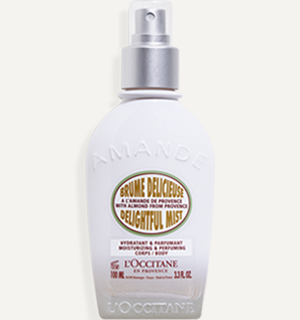 AMANDE
BRUME DÉLICIEUSE
A L'AMANDE DE PROVENCE
WITH ALMOND FROM PROVENCE
DELIGHTFUL MIST
HYDRATANT & PARFUMANT
MOISTURIZING & PERFUMING
CORPS / BODY
L'OCCITANE
EN PROVENCE
100 ML 3.3 FL.OZ.
L'OCCITANE